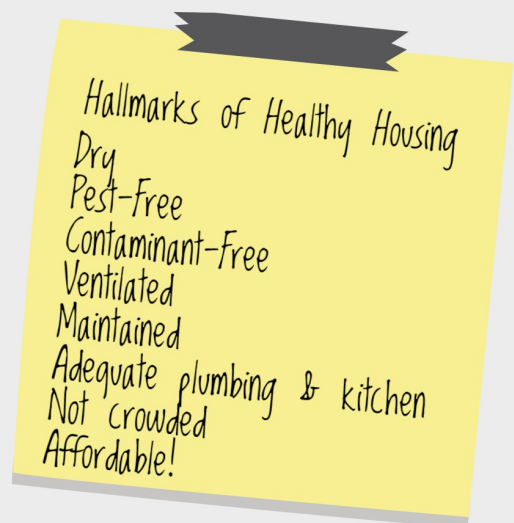 Hallmarks of Healthy Housing
Dry
Pest-Free
Contaminant-Free
Ventilated
Maintained
Adequate plumbing & kitchen
Not crowded
Affordable!